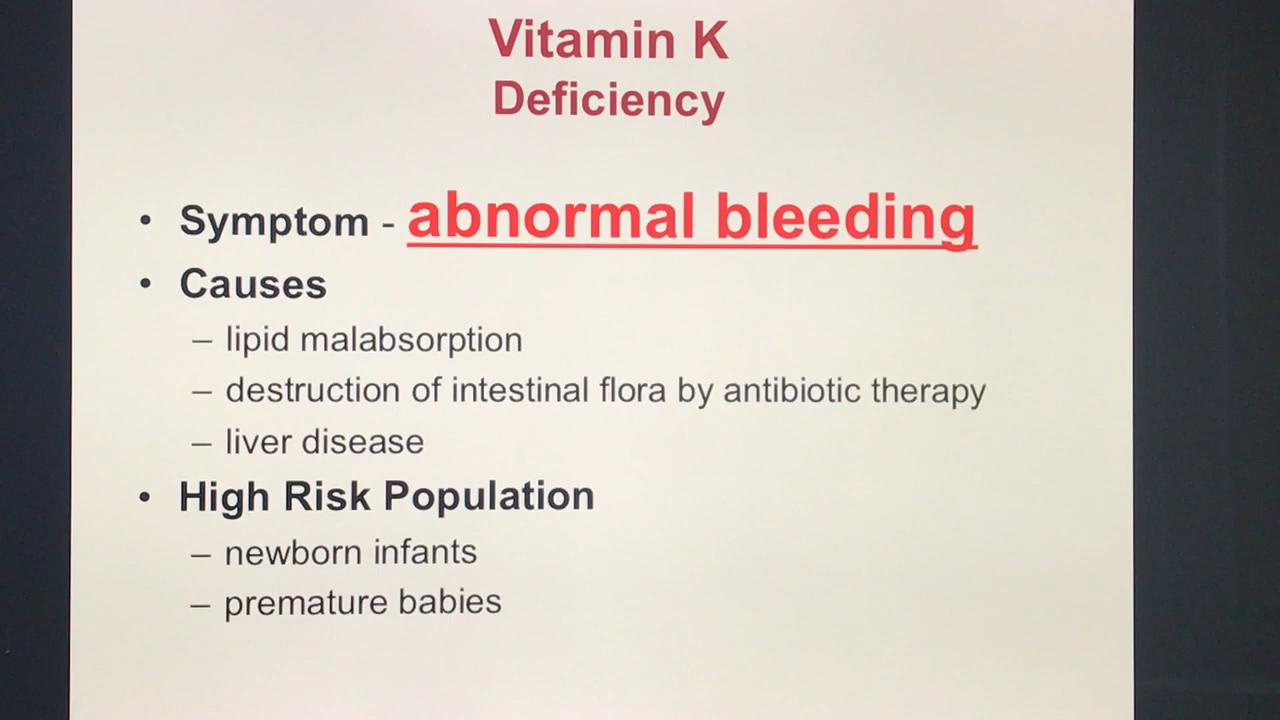 Vitamin K
Deficiency
• Symptom - abnormal bleeding
• Causes
– lipid malabsorption
– destruction of intestinal flora by antibiotic therapy
– liver disease
• High Risk Population
– newborn infants
– premature babies